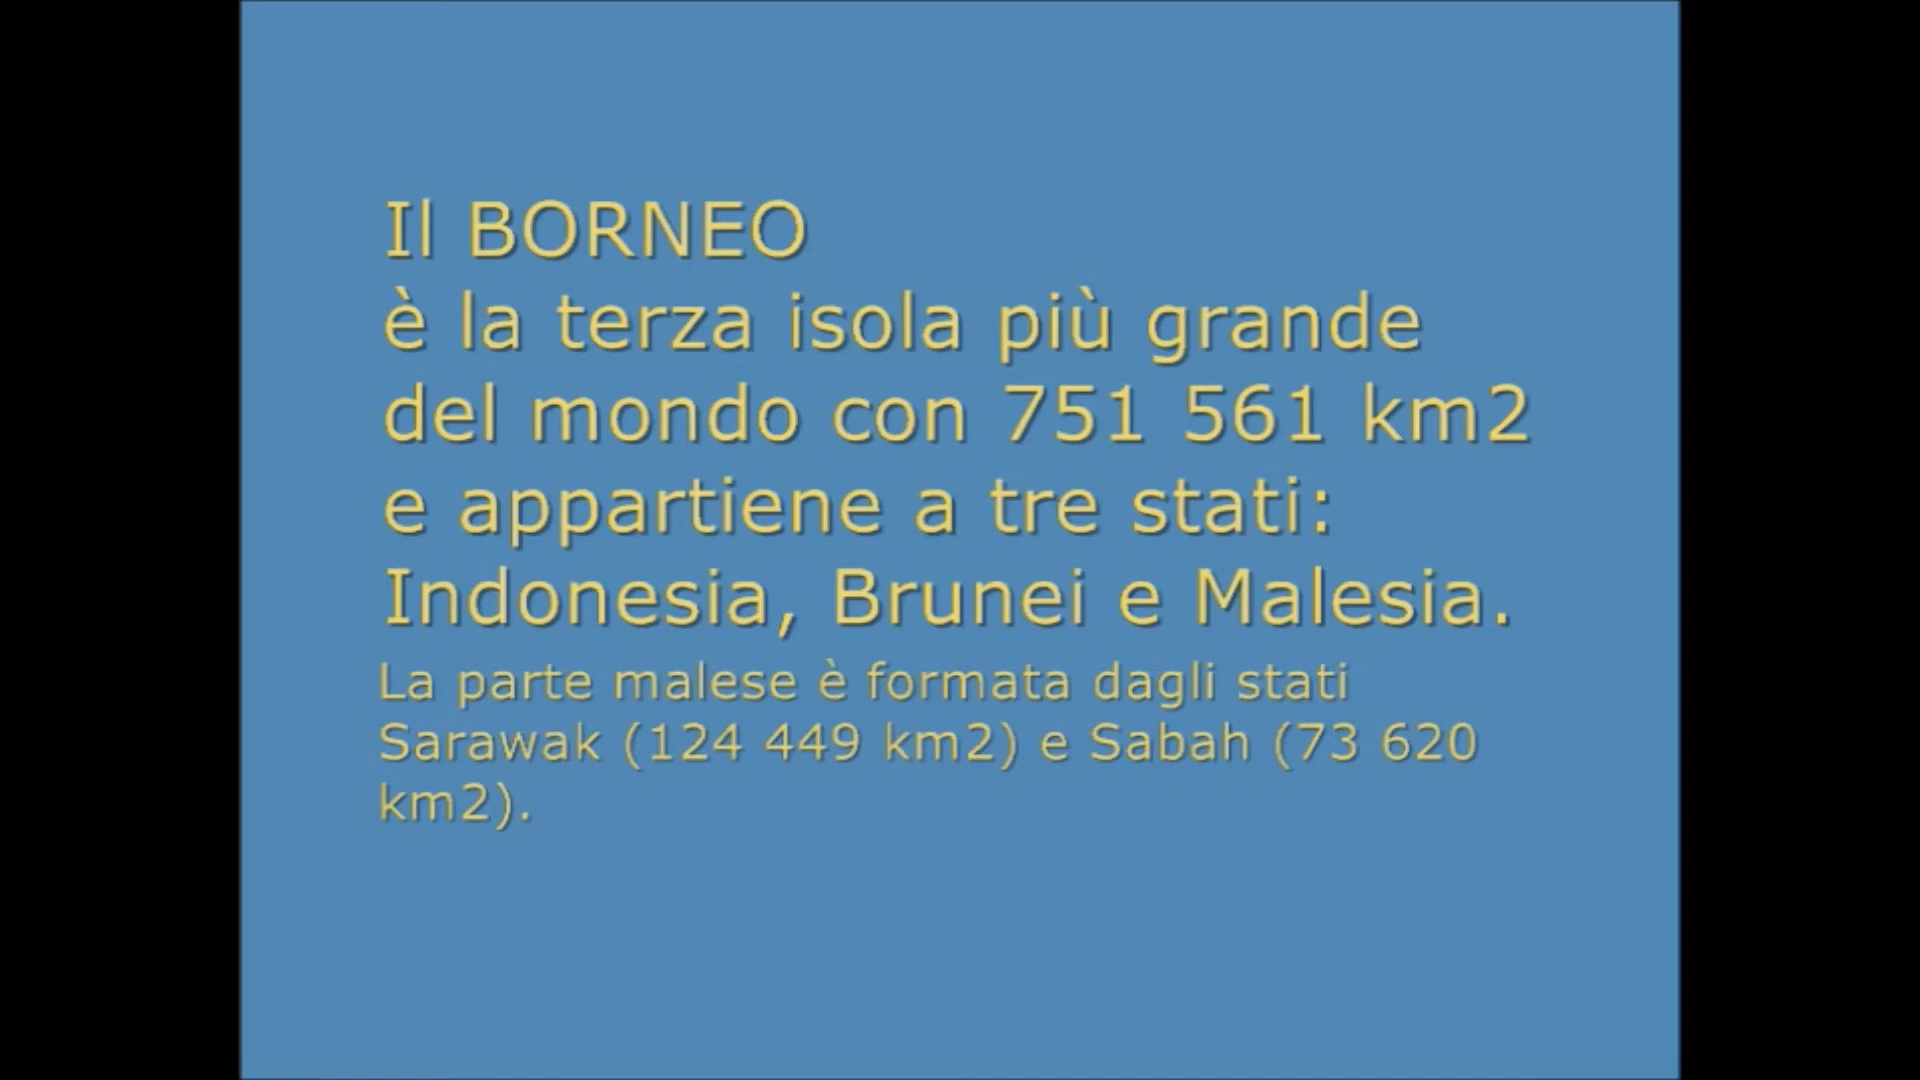 Il BORNEO
è la terza isola più grande
del mondo con 751 561 km2
e appartiene a tre stati:
Indonesia, Brunei e Malesia.
La parte malese è formata dagli stati
Sarawak (124 449 km2) e Sabah (73 620
km2).